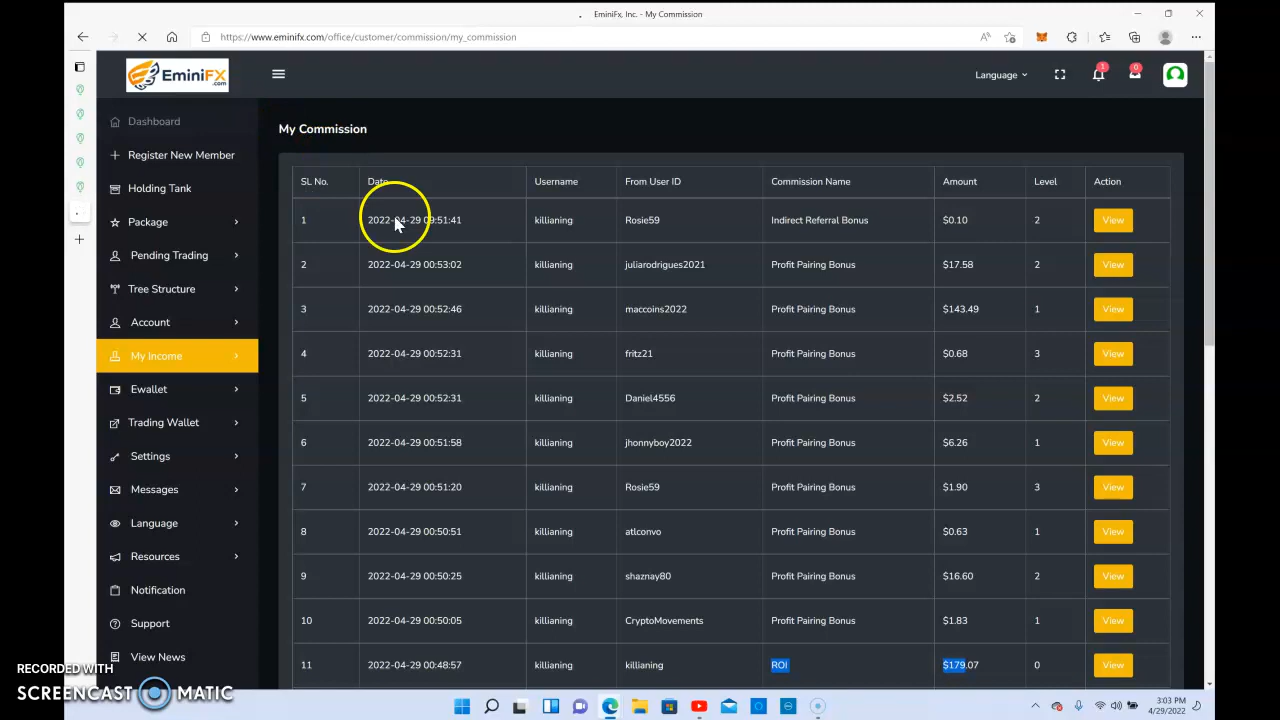 EminiFx, Inc. - My Commission
https://www.eminifx.com/office/customer/commission/my_commission
EminiFX
.com
Language
1
0
Dashboard
Register New Member
Holding Tank
Package
Pending Trading
Tree Structure
Account
My Income
Ewallet
Trading Wallet
Settings
Messages
Language
Resources
Notification
Support
View News
My Commission
SL No. Date Username From User ID Commission Name Amount Level Action
1 2022-04-29 09:51:41 killianing Rosie59 Indirect Referral Bonus $0.10 2 View
2 2022-04-29 00:53:02 killianing juliarodrigues2021 Profit Pairing Bonus $17.58 2 View
3 2022-04-29 00:52:46 killianing maccoins2022 Profit Pairing Bonus $143.49 1 View
4 2022-04-29 00:52:31 killianing fritz21 Profit Pairing Bonus $0.68 3 View
5 2022-04-29 00:52:31 killianing Daniel4556 Profit Pairing Bonus $2.52 2 View
6 2022-04-29 00:51:58 killianing jhonnyboy2022 Profit Pairing Bonus $6.26 1 View
7 2022-04-29 00:51:20 killianing Rosie59 Profit Pairing Bonus $1.90 3 View
8 2022-04-29 00:50:51 killianing atlconvo Profit Pairing Bonus $0.63 1 View
9 2022-04-29 00:50:25 killianing shaznay80 Profit Pairing Bonus $16.60 2 View
10 2022-04-29 00:50:05 killianing CryptoMovements Profit Pairing Bonus $1.83 1 View
11 2022-04-29 00:48:57 killianing killianing ROI $179.07 0 View
RECORDED WITH
SCREENCAST MATIC
3:03 PM
4/29/2022